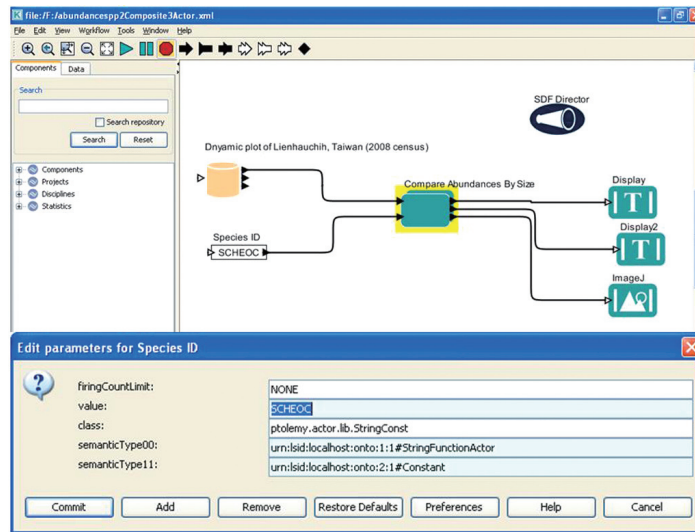 file:/F:/abundancespp2Composite3Actor.xml
File Edit View Workflow Tools Window Help
Components Data
Search
Search repository
Search Reset
Components
Projects
Disciplines
Statistics
SDF Director
Dnyamic plot of Lienhauchih, Taiwan (2008 census)
Compare Abundances By Size
Display
T
Species ID
SCHEOC
Display2
T
ImageJ
Edit parameters for Species ID
firingCountLimit: NONE
value: SCHEOC
class: ptolemy.actor.lib.StringConst
semanticType00: urn:lsid:localhost:onto:1:1#StringFunctionActor
semanticType11: urn:lsid:localhost:onto:2:1#Constant
Commit Add Remove Restore Defaults Preferences Help Cancel